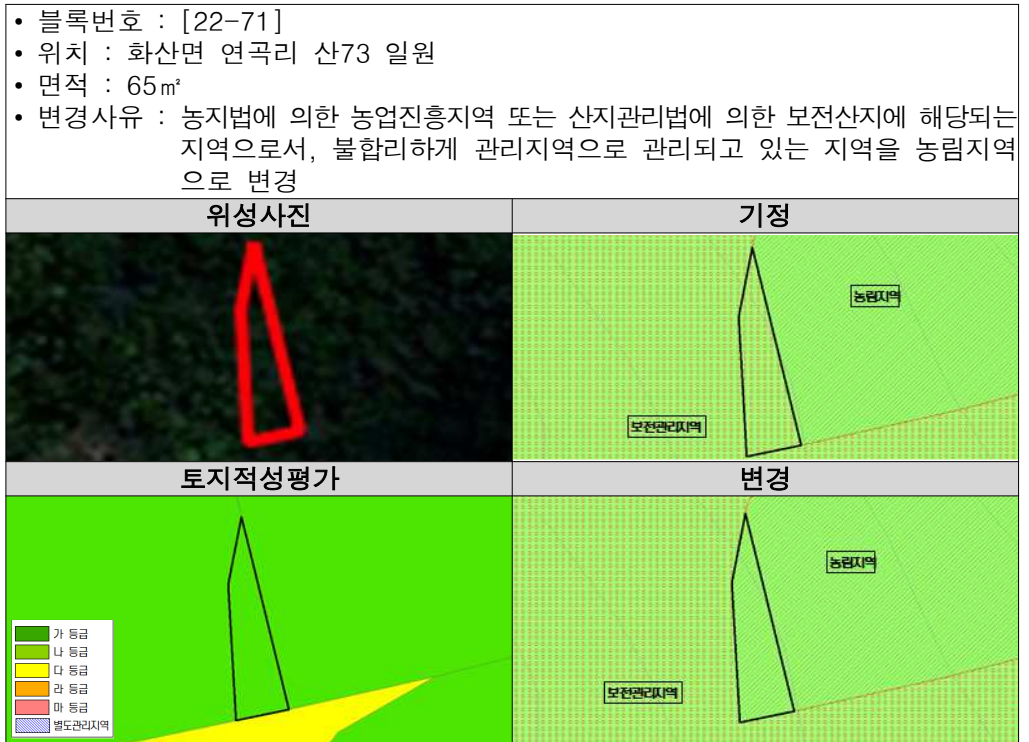 • 블록번호 : [22-71]
• 위치 : 화산면 연곡리 산73 일원
• 면적 : 65㎡
• 변경사유 : 농지법에 의한 농업진흥지역 또는 산지관리법에 의한 보전산지에 해당되는
지역으로서, 불합리하게 관리지역으로 관리되고 있는 지역을 농림지역
으로 변경
위성사진
기정
농림지역
보전관리지역
토지적성평가
변경
가 등급
나 등급
다 등급
라 등급
마 등급
별도관리지역
농림지역
보전관리지역